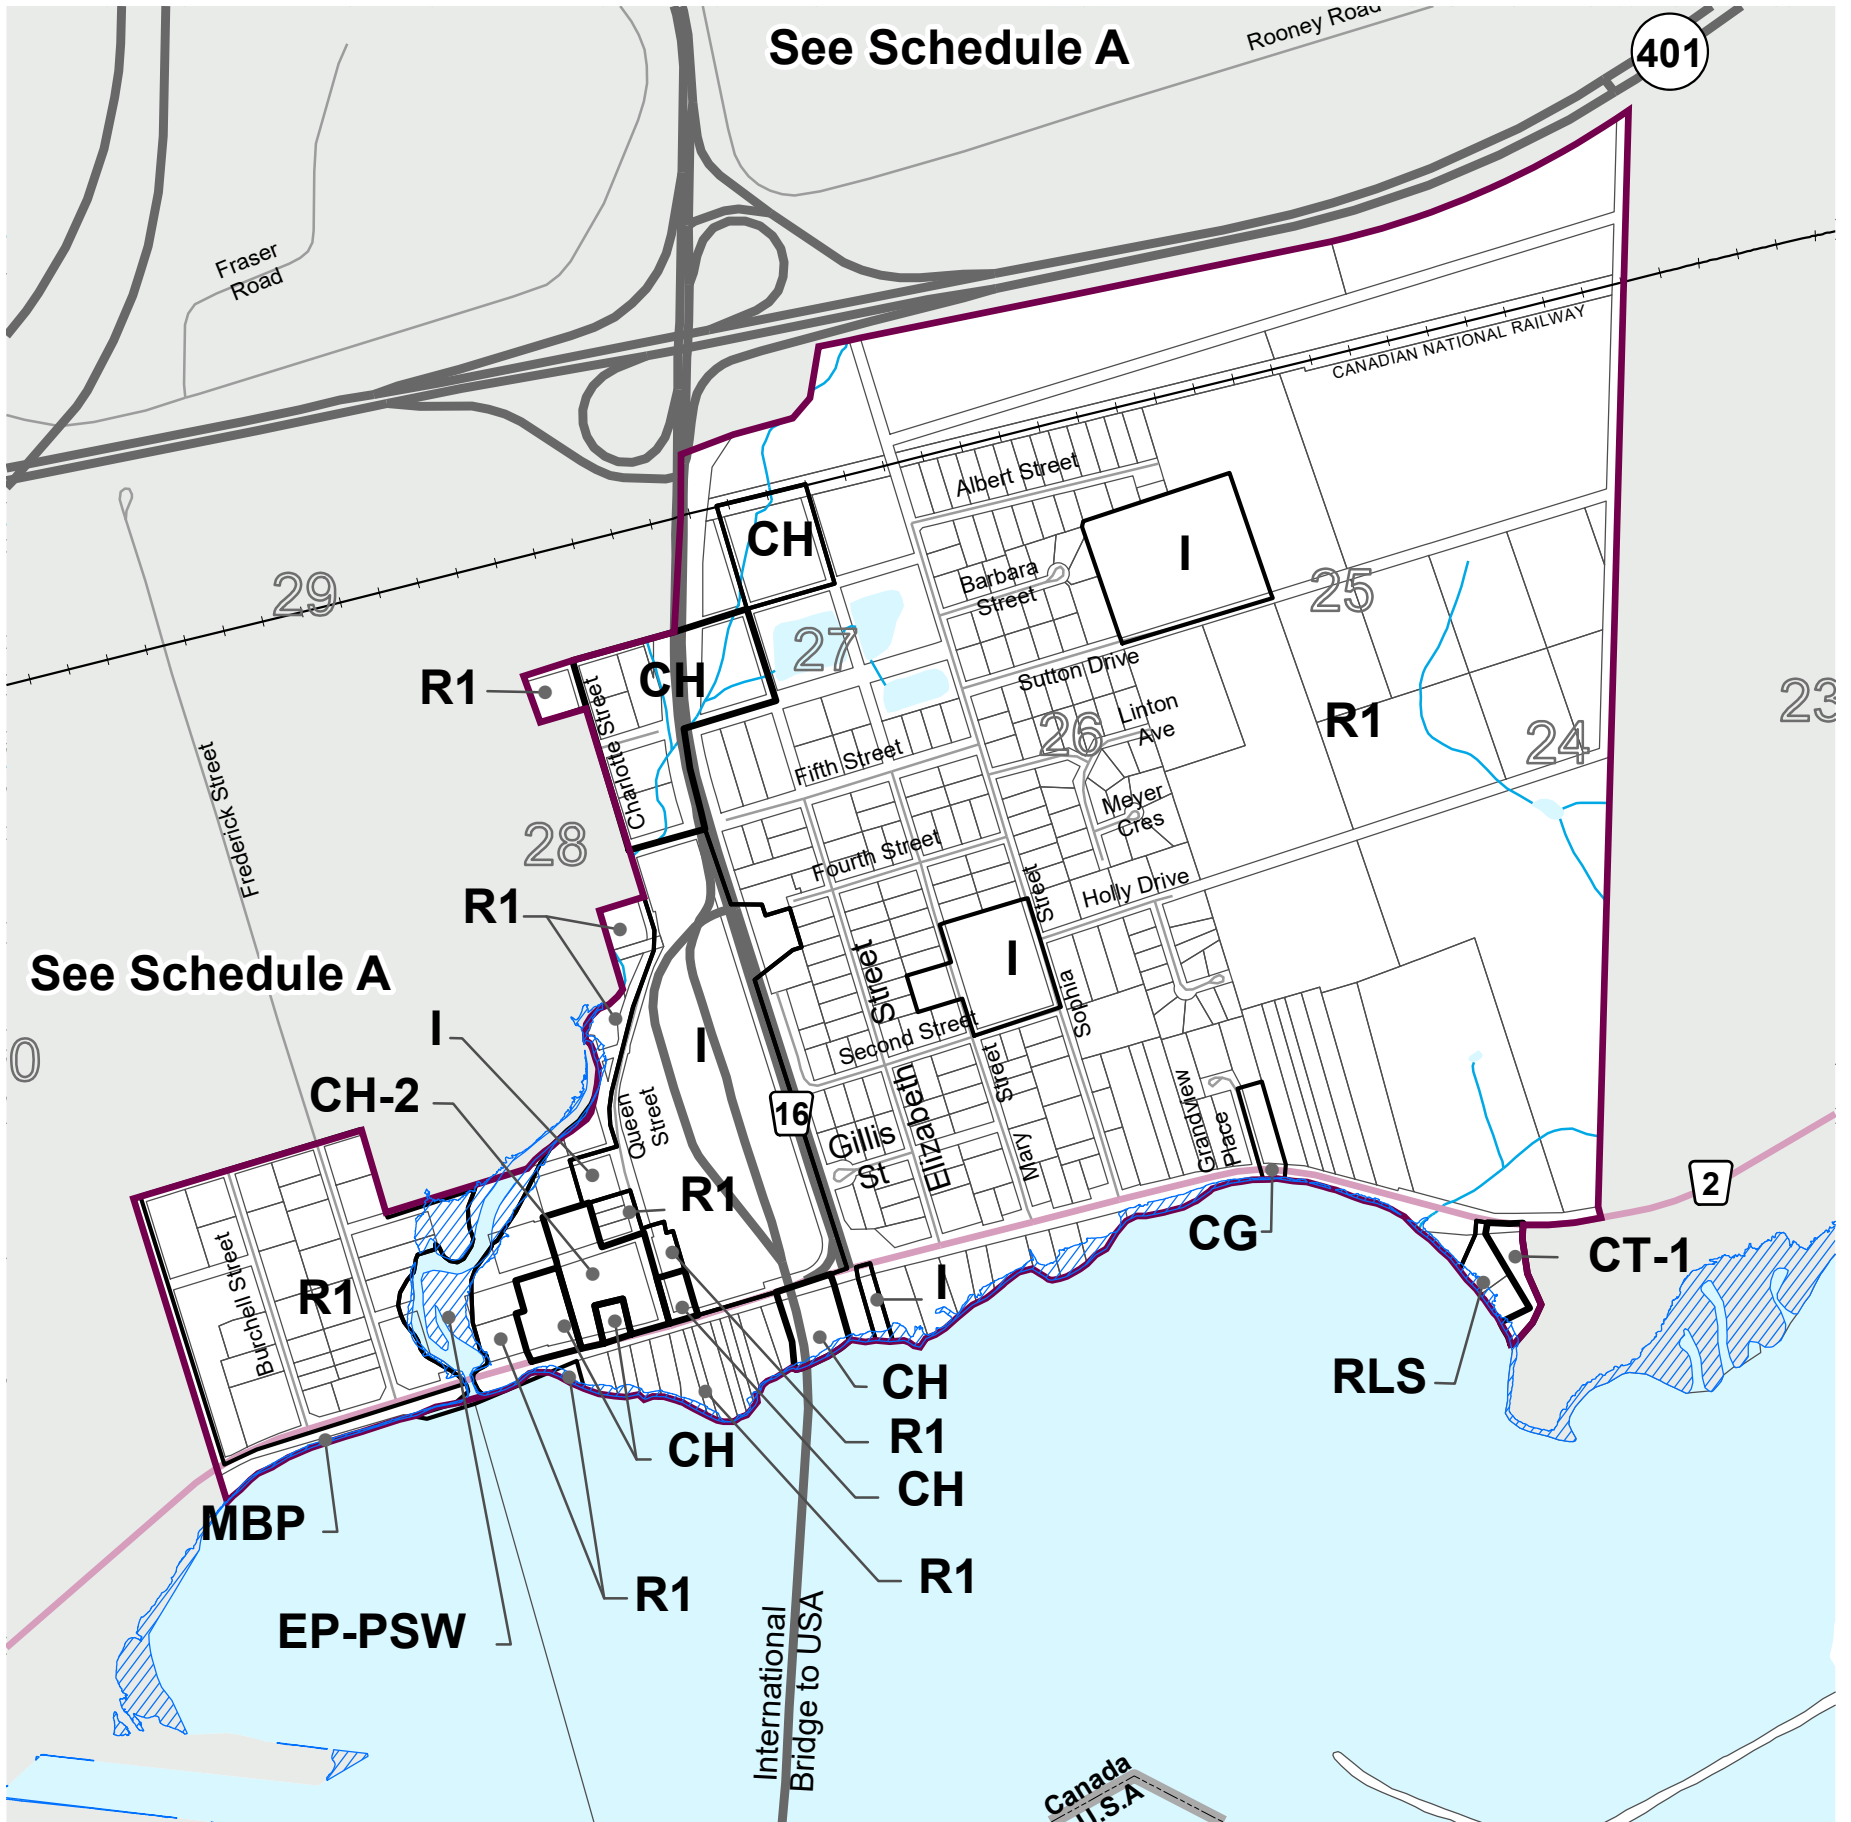 See Schedule A
Rooney Road
401
Fraser
Road
CANADIAN NATIONAL RAILWAY
Albert Street
CH
I
29
Barbara
Street
25
27
Sutton Drive
R1
CH
Charlotte Street
Linton
Ave
26
R1
24
23
Fifth Street
Frederick Street
Meyer
Cres
28
Fourth Street
Holly Drive
R1
Street
See Schedule A
I
Street
Sophia
I
I
0
Second Street
CH-2
Queen
Street
16
Elizabeth
Street
Mary
Gillis
St
Grandview
Place
R1
2
CG
CT-1
Burchell Street
R1
I
RLS
CH
R1
CH
CH
MBP
R1
R1
EP-PSW
International
Bridge to USA
Canada
U.S.A